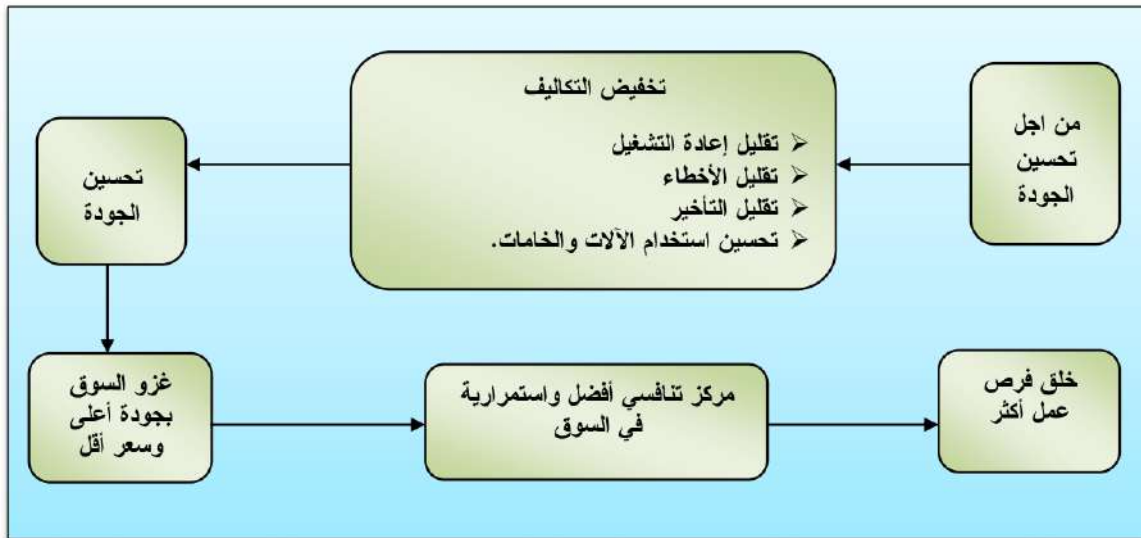 من اجل
تحسين
الجودة
تخفيض التكاليف
تقليل إعادة التشغيل
تقليل الأخطاء
تقليل التأخير
تحسين استخدام الآلات والخامات.
تحسين
الجودة
غزو السوق
بجودة أعلى
وسعر أقل
مركز تنافسي أفضل واستمرارية
في السوق
خلق فرص
عمل أكثر